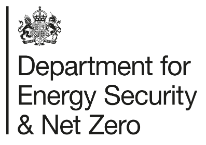 Department for
Energy Security
& Net Zero